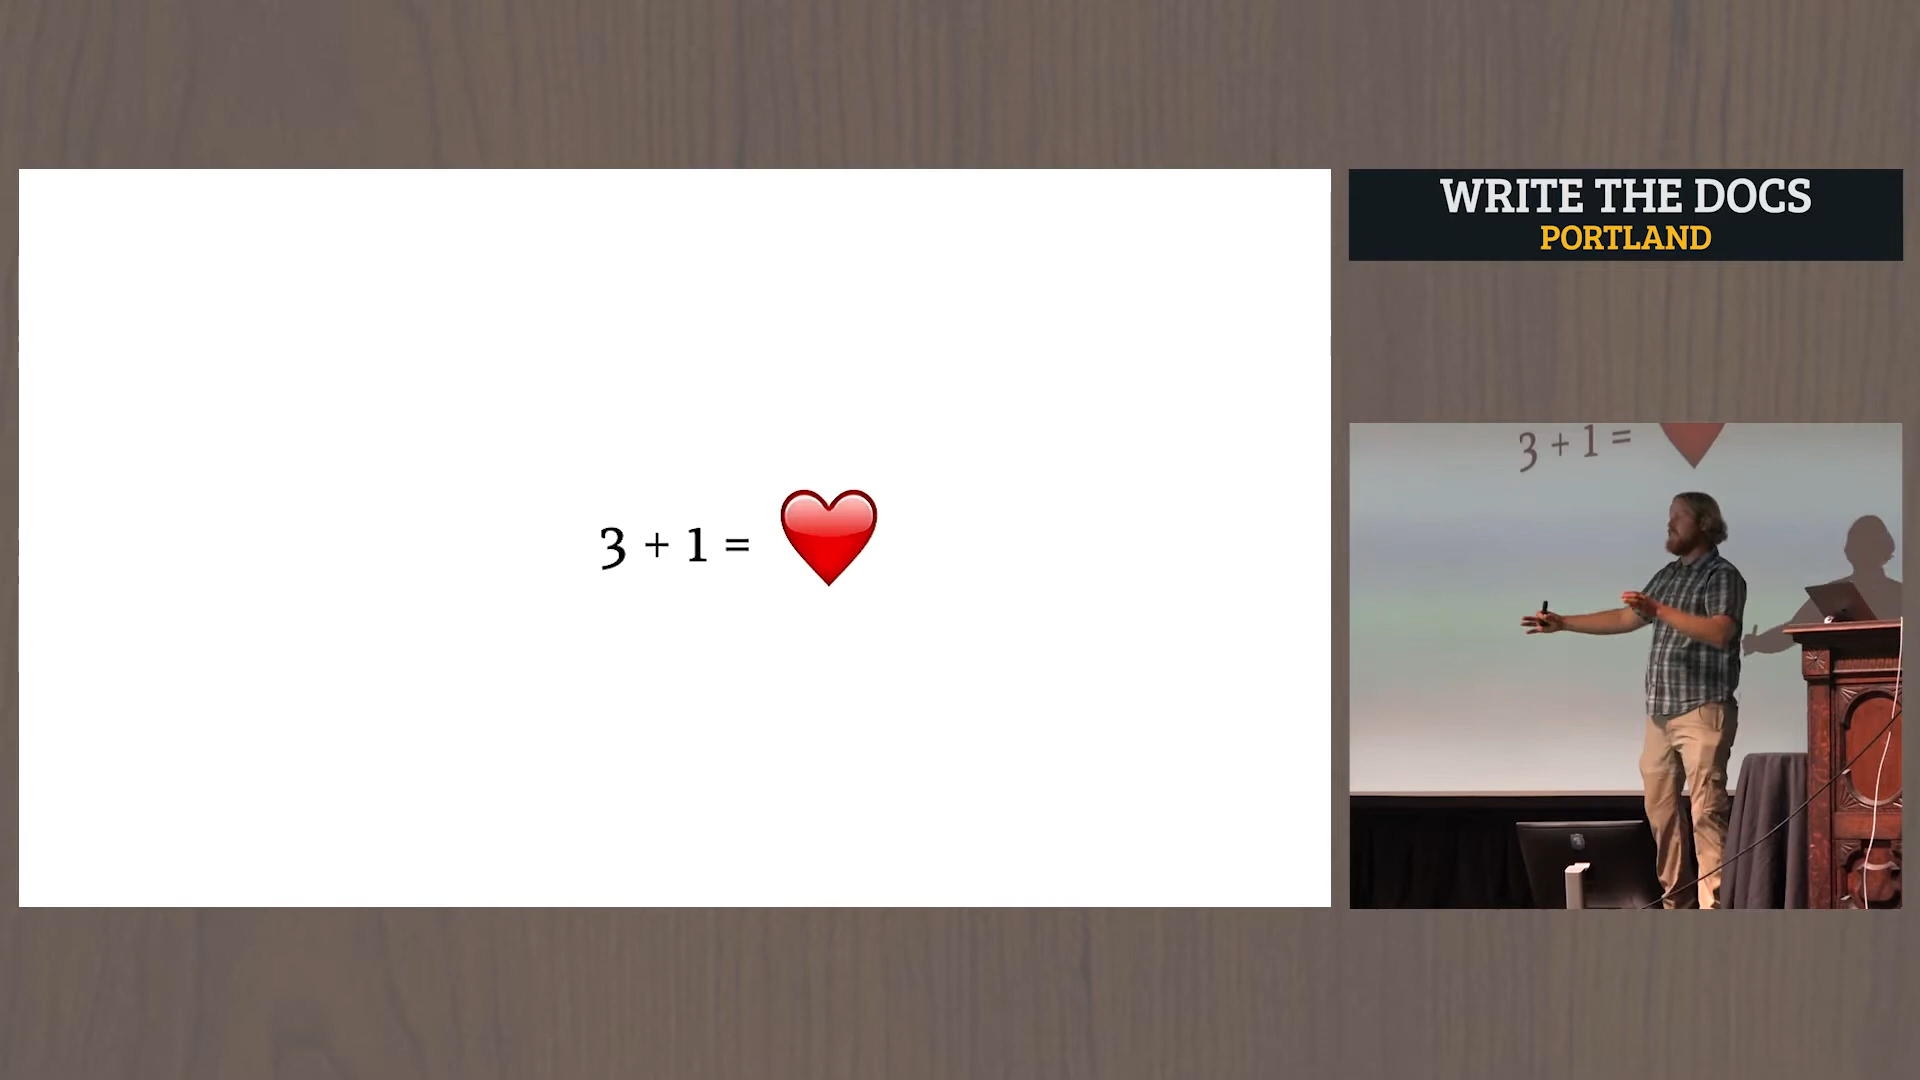 3 + 1 = ❤
WRITE THE DOCS
PORTLAND
3 + 1 =